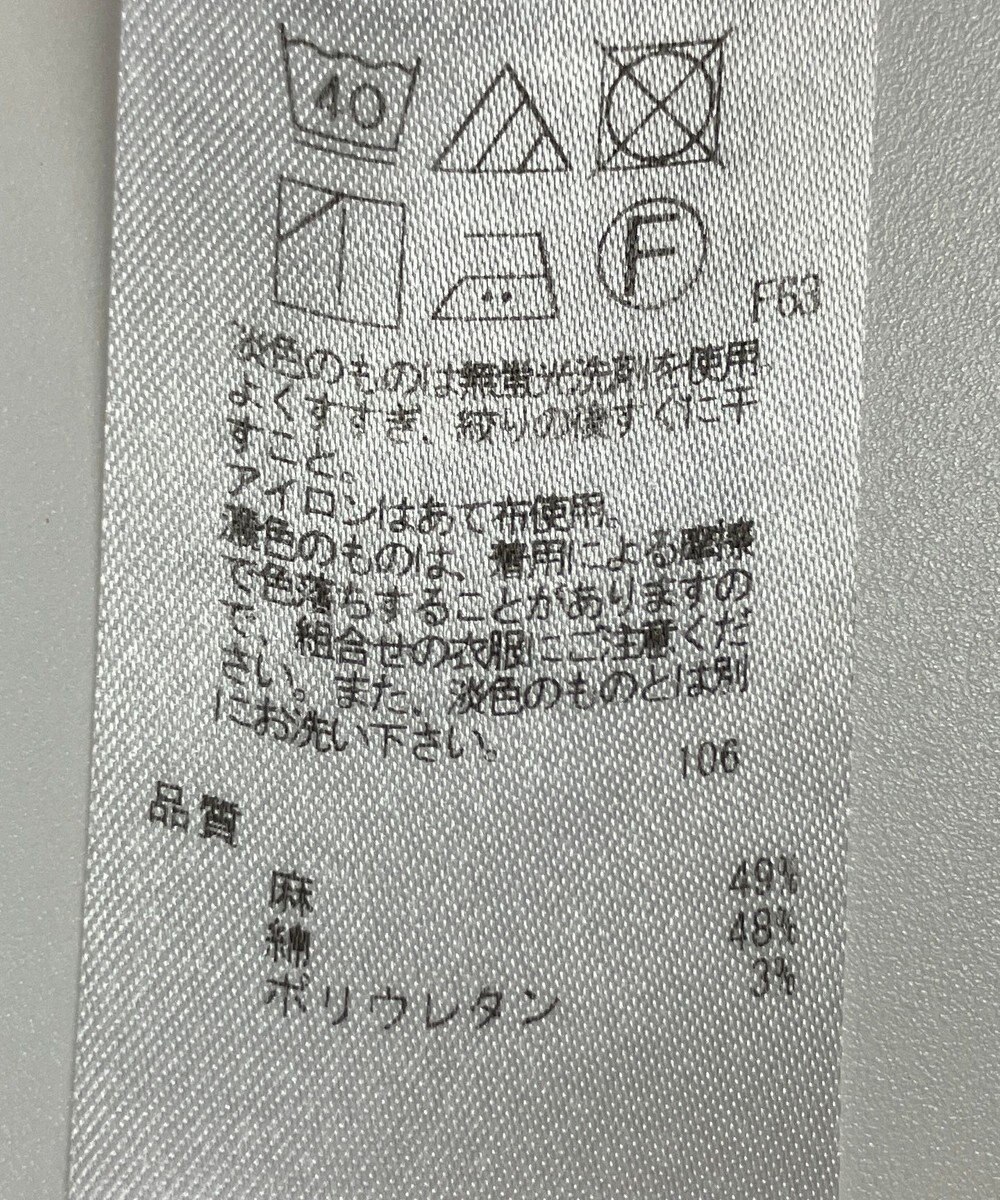 40
F
F63
淡色のものは無蛍光洗剤を使用。
よくすすぎ、絞りの後すぐに干
すこと。
アイロンはあて布使用。
濃色のものは、着用による摩擦
で色落ちすることがありますの
で、組合せの衣服にご注意くだ
さい。また、淡色のものとは別
にお洗い下さい。
106
品質
麻 49%
綿 48%
ポリウレタン 3%